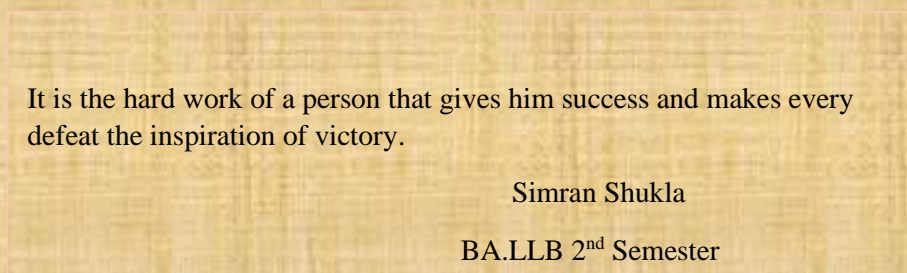 It is the hard work of a person that gives him success and makes every
defeat the inspiration of victory.
Simran Shukla
BA.LLB 2nd Semester